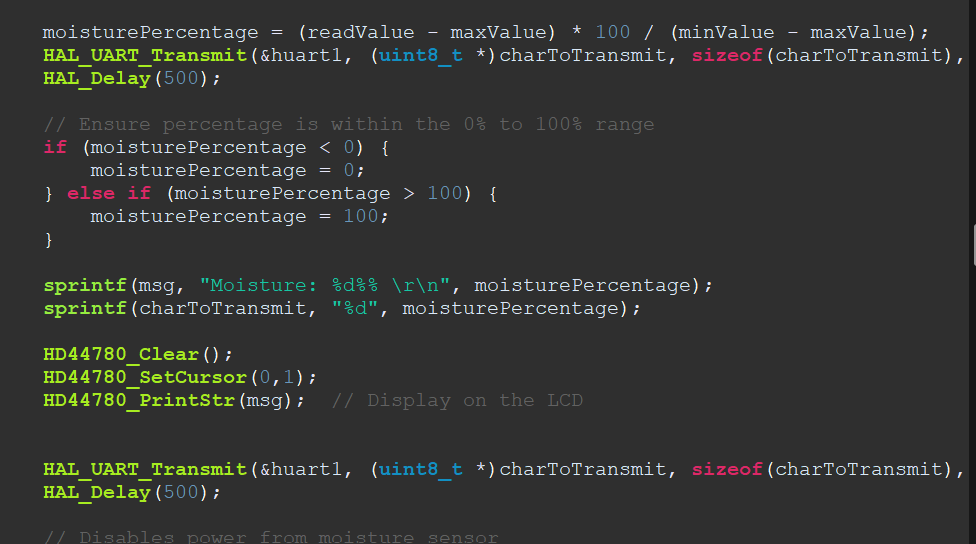 moisturePercentage = (readValue - maxValue) * 100 / (minValue - maxValue);
HAL_UART_Transmit(&huart1, (uint8_t *)charToTransmit, sizeof(charToTransmit),
HAL_Delay(500);
// Ensure percentage is within the 0% to 100% range
if (moisturePercentage < 0) {
    moisturePercentage = 0;
} else if (moisturePercentage > 100) {
    moisturePercentage = 100;
}
sprintf(msg, "Moisture: %d%% \r\n", moisturePercentage);
sprintf(charToTransmit, "%d", moisturePercentage);
HD44780_Clear();
HD44780_SetCursor(0,1);
HD44780_PrintStr(msg);  // Display on the LCD
HAL_UART_Transmit(&huart1, (uint8_t *)charToTransmit, sizeof(charToTransmit),
HAL_Delay(500);
// Disables power from moisture sensor